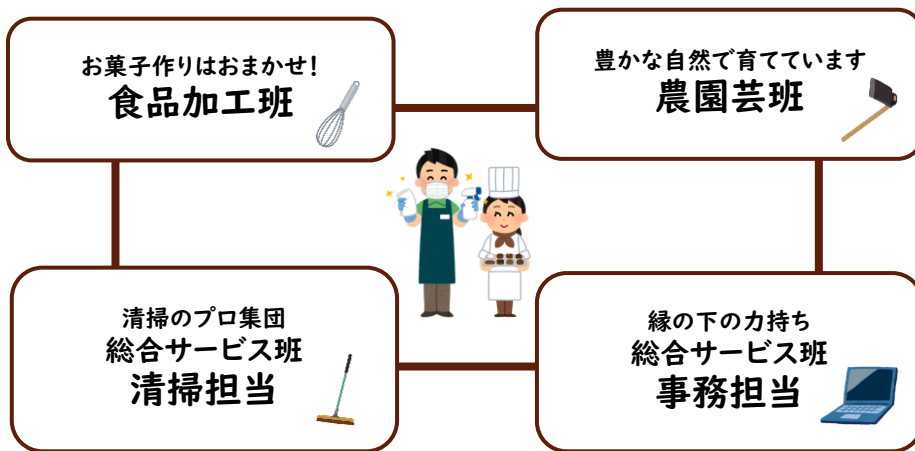 お菓子作りはおまかせ！
食品加工班
豊かな自然で育てています
農園芸班
清掃のプロ集団
総合サービス班
清掃担当
縁の下の力持ち
総合サービス班
事務担当